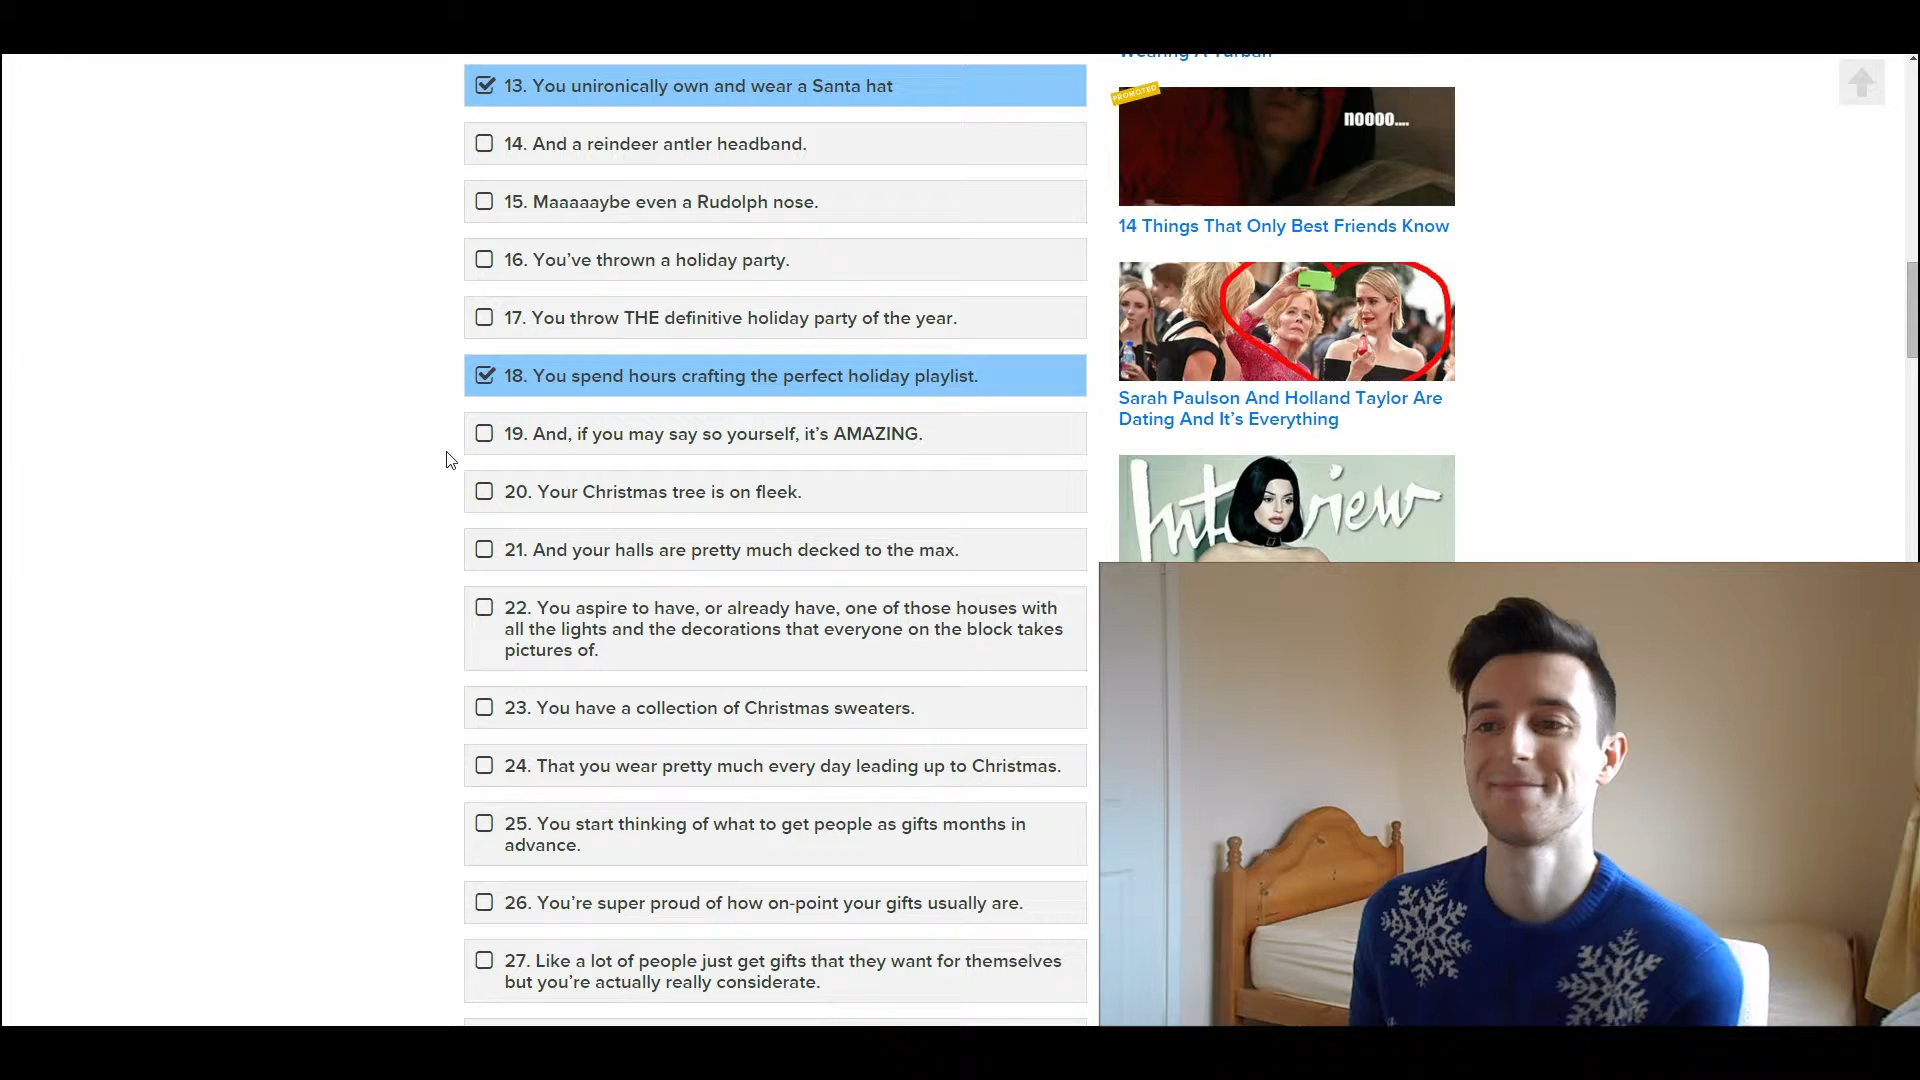 13. You unironically own and wear a Santa hat
14. And a reindeer antler headband.
15. Maaaaaybe even a Rudolph nose.
16. You’ve thrown a holiday party.
17. You throw THE definitive holiday party of the year.
18. You spend hours crafting the perfect holiday playlist.
19. And, if you may say so yourself, it’s AMAZING.
20. Your Christmas tree is on fleek.
21. And your halls are pretty much decked to the max.
22. You aspire to have, or already have, one of those houses with
all the lights and the decorations that everyone on the block takes
pictures of.
23. You have a collection of Christmas sweaters.
24. That you wear pretty much every day leading up to Christmas.
25. You start thinking of what to get people as gifts months in
advance.
26. You’re super proud of how on-point your gifts usually are.
27. Like a lot of people just get gifts that they want for themselves
but you’re actually really considerate.
Wearing A Turban
PROMOTED
noooo....
14 Things That Only Best Friends Know
Sarah Paulson And Holland Taylor Are
Dating And It’s Everything
Interview